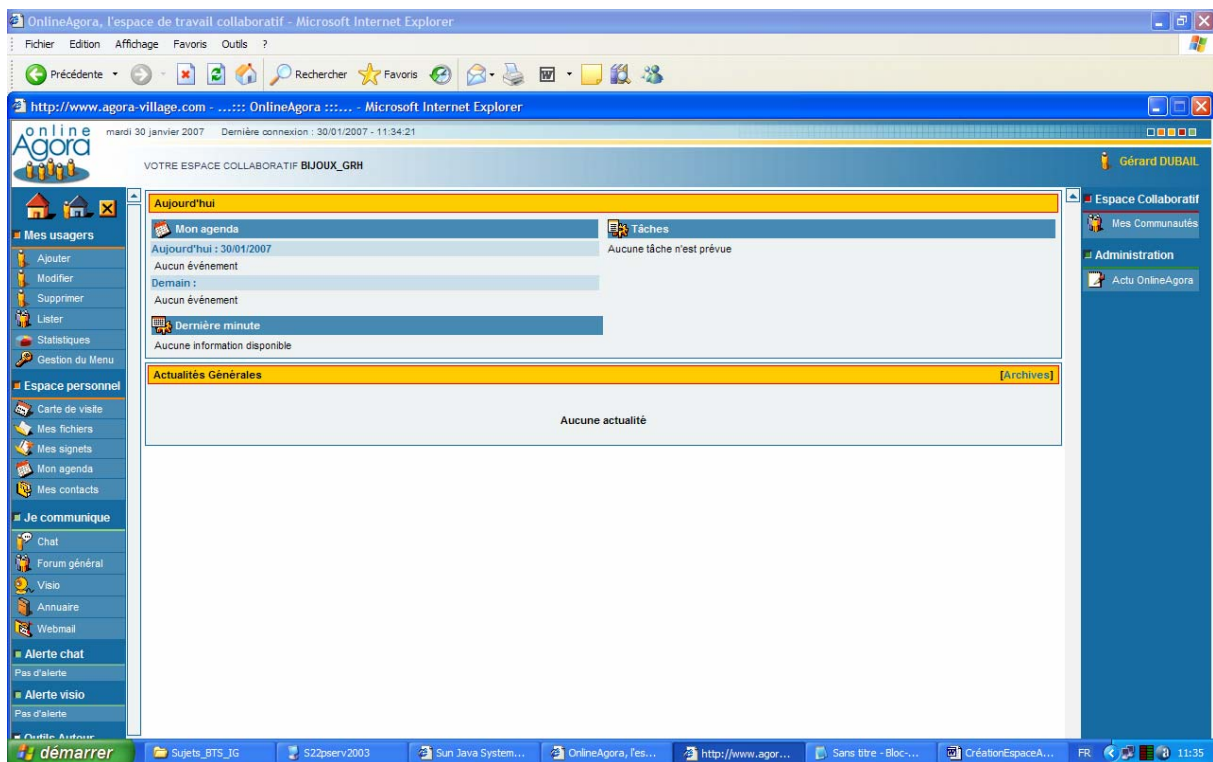 OnlineAgora, l'espace de travail collaboratif - Microsoft Internet Explorer
Fichier Edition Affichage Favoris Outils ?
Précédente Rechercher Favoris
http://www.agora-village.com - ...::: OnlineAgora :::... - Microsoft Internet Explorer
online Agora
mardi 30 janvier 2007 Dernière connexion : 30/01/2007 - 11:34:21
VOTRE ESPACE COLLABORATIF BIJOUX_GRH
Gérard DUBAIL
Mes usagers
Ajouter
Modifier
Supprimer
Lister
Statistiques
Gestion du Menu
Espace personnel
Carte de visite
Mes fichiers
Mes signets
Mon agenda
Mes contacts
Je communique
Chat
Forum général
Visio
Annuaire
Webmail
Alerte chat
Pas d'alerte
Alerte visio
Pas d'alerte
Outils Autour
Aujourd'hui
Mon agenda
Aujourd'hui : 30/01/2007
Aucun événement
Demain :
Aucun événement
Tâches
Aucune tâche n'est prévue
Dernière minute
Aucune information disponible
Actualités Générales [Archives]
Aucune actualité
Espace Collaboratif
Mes Communautés
Administration
Actu OnlineAgora
démarrer Sujets_BTS_IG S22pserv2003 Sun Java System... OnlineAgora, l'es... http://www.agor... Sans titre - Bloc-... CréationEspaceA... FR 11:35